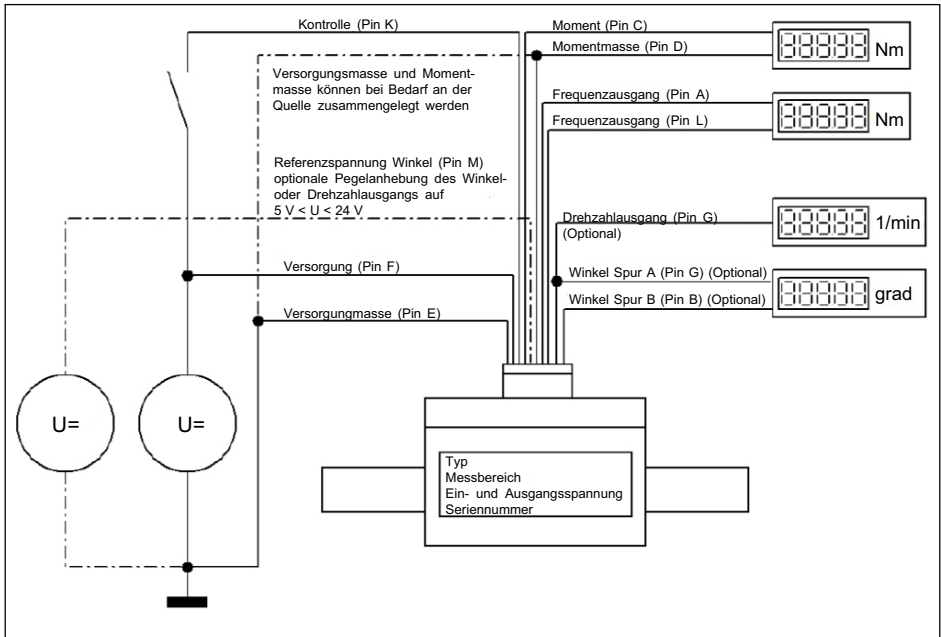 Kontrolle (Pin K)
Moment (Pin C)
Momentmasse (Pin D)
Nm
Versorgungsmasse und Moment-
masse können bei Bedarf an der
Quelle zusammengelegt werden
Frequenzausgang (Pin A)
Frequenzausgang (Pin L)
Nm
Referenzspannung Winkel (Pin M)
optionale Pegelanhebung des Winkel-
oder Drehzahlausgangs auf
5 V < U < 24 V
Drehzahlausgang (Pin G)
(Optional)
1/min
Versorgung (Pin F)
Winkel Spur A (Pin G) (Optional)
Winkel Spur B (Pin B) (Optional)
grad
Versorgungmasse (Pin E)
U=
U=
Typ
Messbereich
Ein- und Ausgangsspannung
Seriennummer